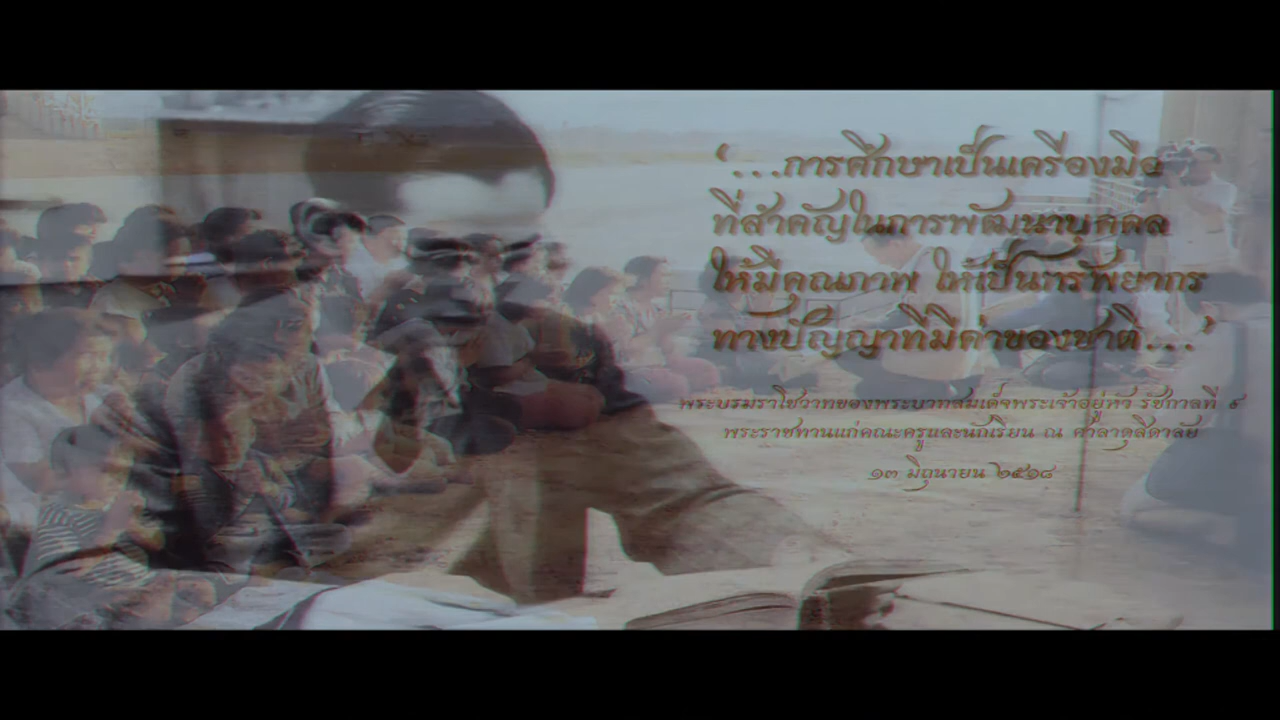 ‘...การศึกษาเป็นเครื่องมือ
ที่สำคัญในการพัฒนาบุคคล
ให้มีคุณภาพ ให้เป็นทรัพยากร
ทางปัญญาที่มีค่าของชาติ...’
พระบรมราโชวาทของพระบาทสมเด็จพระเจ้าอยู่หัว รัชกาลที่ ๙
พระราชทานแก่คณะครูและนักเรียน ณ ศาลาดุสิดาลัย
๑๓ มิถุนายน ๒๕๑๘